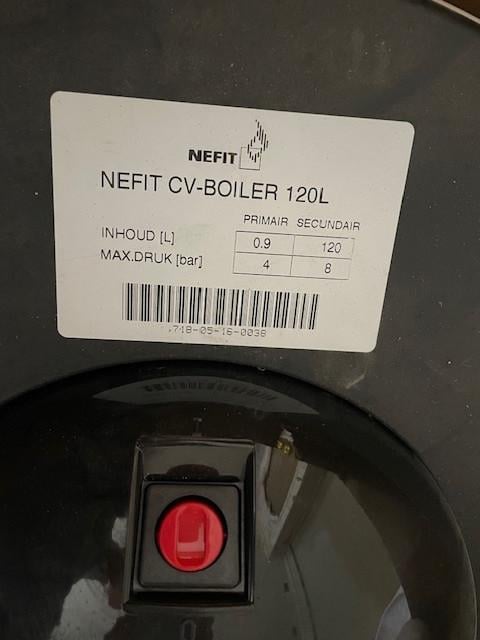 NEFIT
NEFIT CV-BOILER 120L
PRIMAIR SECUNDAIR
INHOUD [L] 0.9 120
MAX.DRUK [bar] 4 8
718-05-16-0038